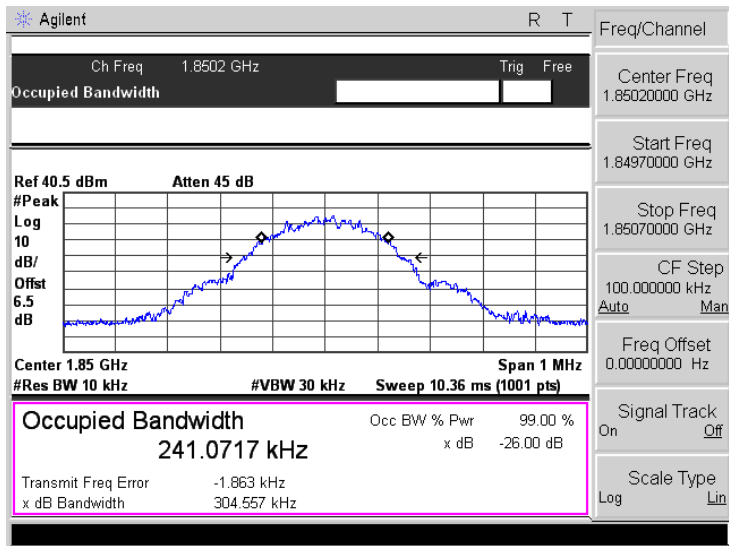 Agilent R T
Ch Freq 1.8502 GHz Trig Free
Occupied Bandwidth
Ref 40.5 dBm Atten 45 dB
#Peak
Log
10
dB/
Offst
6.5
dB
Center 1.85 GHz Span 1 MHz
#Res BW 10 kHz #VBW 30 kHz Sweep 10.36 ms (1001 pts)
Occupied Bandwidth
241.0717 kHz
Occ BW % Pwr 99.00 %
x dB -26.00 dB
Transmit Freq Error -1.863 kHz
x dB Bandwidth 304.557 kHz
Freq/Channel
Center Freq
1.85020000 GHz
Start Freq
1.84970000 GHz
Stop Freq
1.85070000 GHz
CF Step
100.000000 kHz
Auto Man
Freq Offset
0.00000000 Hz
Signal Track
On Off
Scale Type
Log Lin